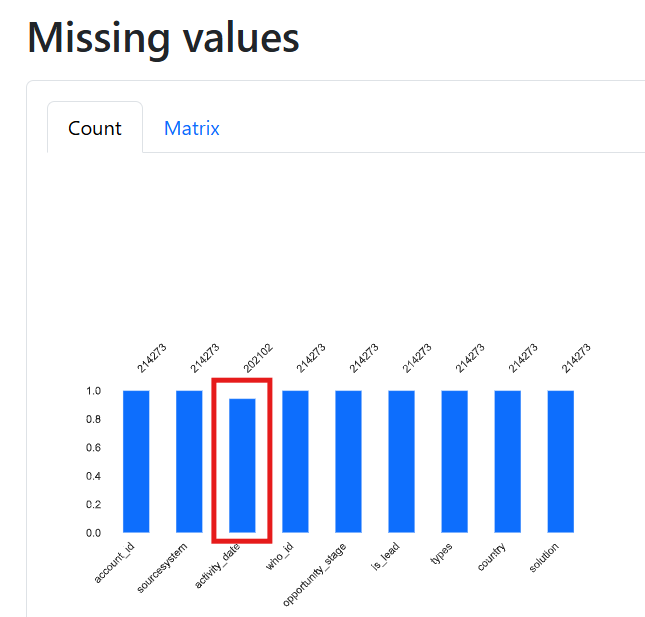 Missing values
Count
Matrix
214273
214273
202102
214273
214273
214273
214273
214273
214273
1.0
0.8
0.6
0.4
0.2
0.0
account_id
sourcesystem
activity_date
who_id
opportunity_stage
is_lead
types
country
solution